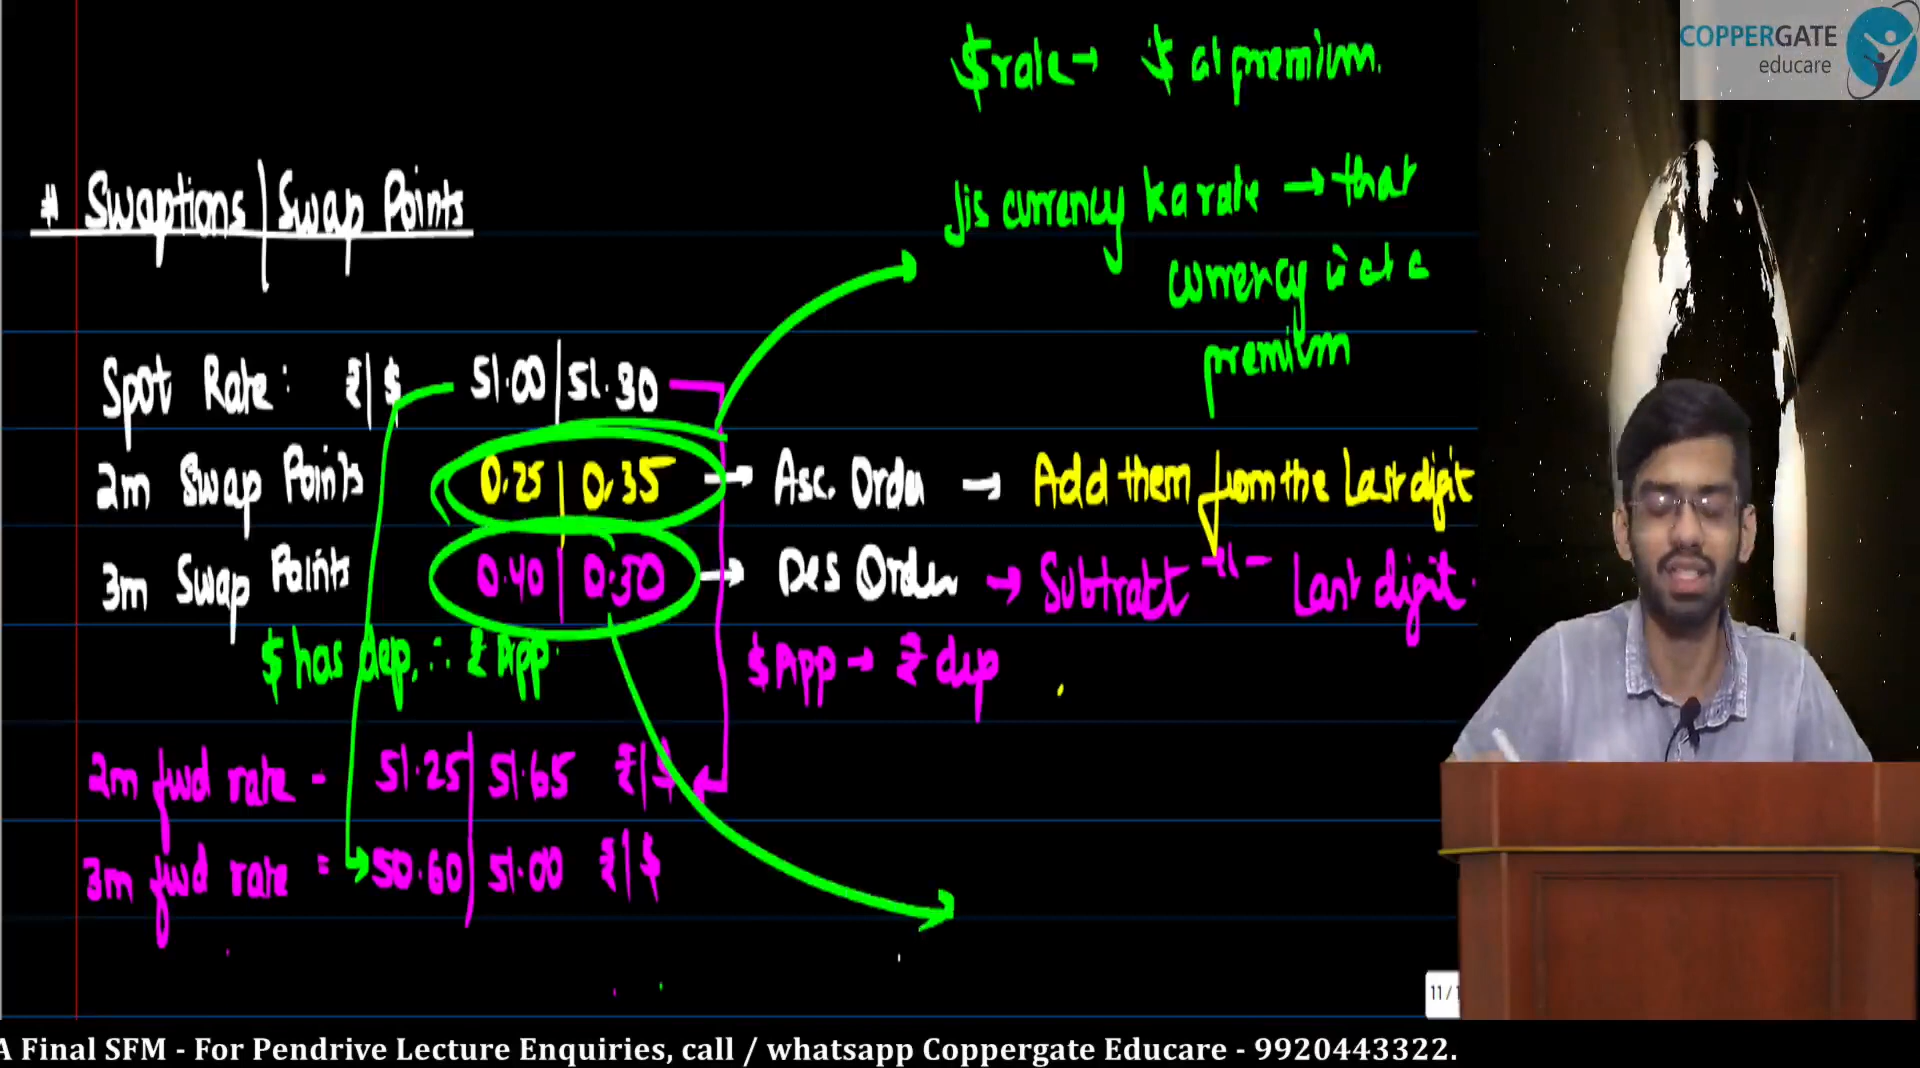 COPPERGATE
educare
$ rate → $ at premium.
# Swaptions | Swap Points
Jis currency ka rate → that
currency is at a
premium
Spot Rate: ₹|$ 51.00 | 51.30
2m Swap Points 0.25 | 0.35 → Asc. Order → Add them from the Last digit
3m Swap Points 0.40 | 0.30 → Des Order → Subtract -11- Last digit.
$ has dep. ∴ ₹ App. $ App → ₹ dep
2m fwd rate - 51.25 | 51.65 ₹|$
3m fwd rate = 50.60 | 51.00 ₹|$
11/1
A Final SFM - For Pendrive Lecture Enquiries, call / whatsapp Coppergate Educare - 9920443322.